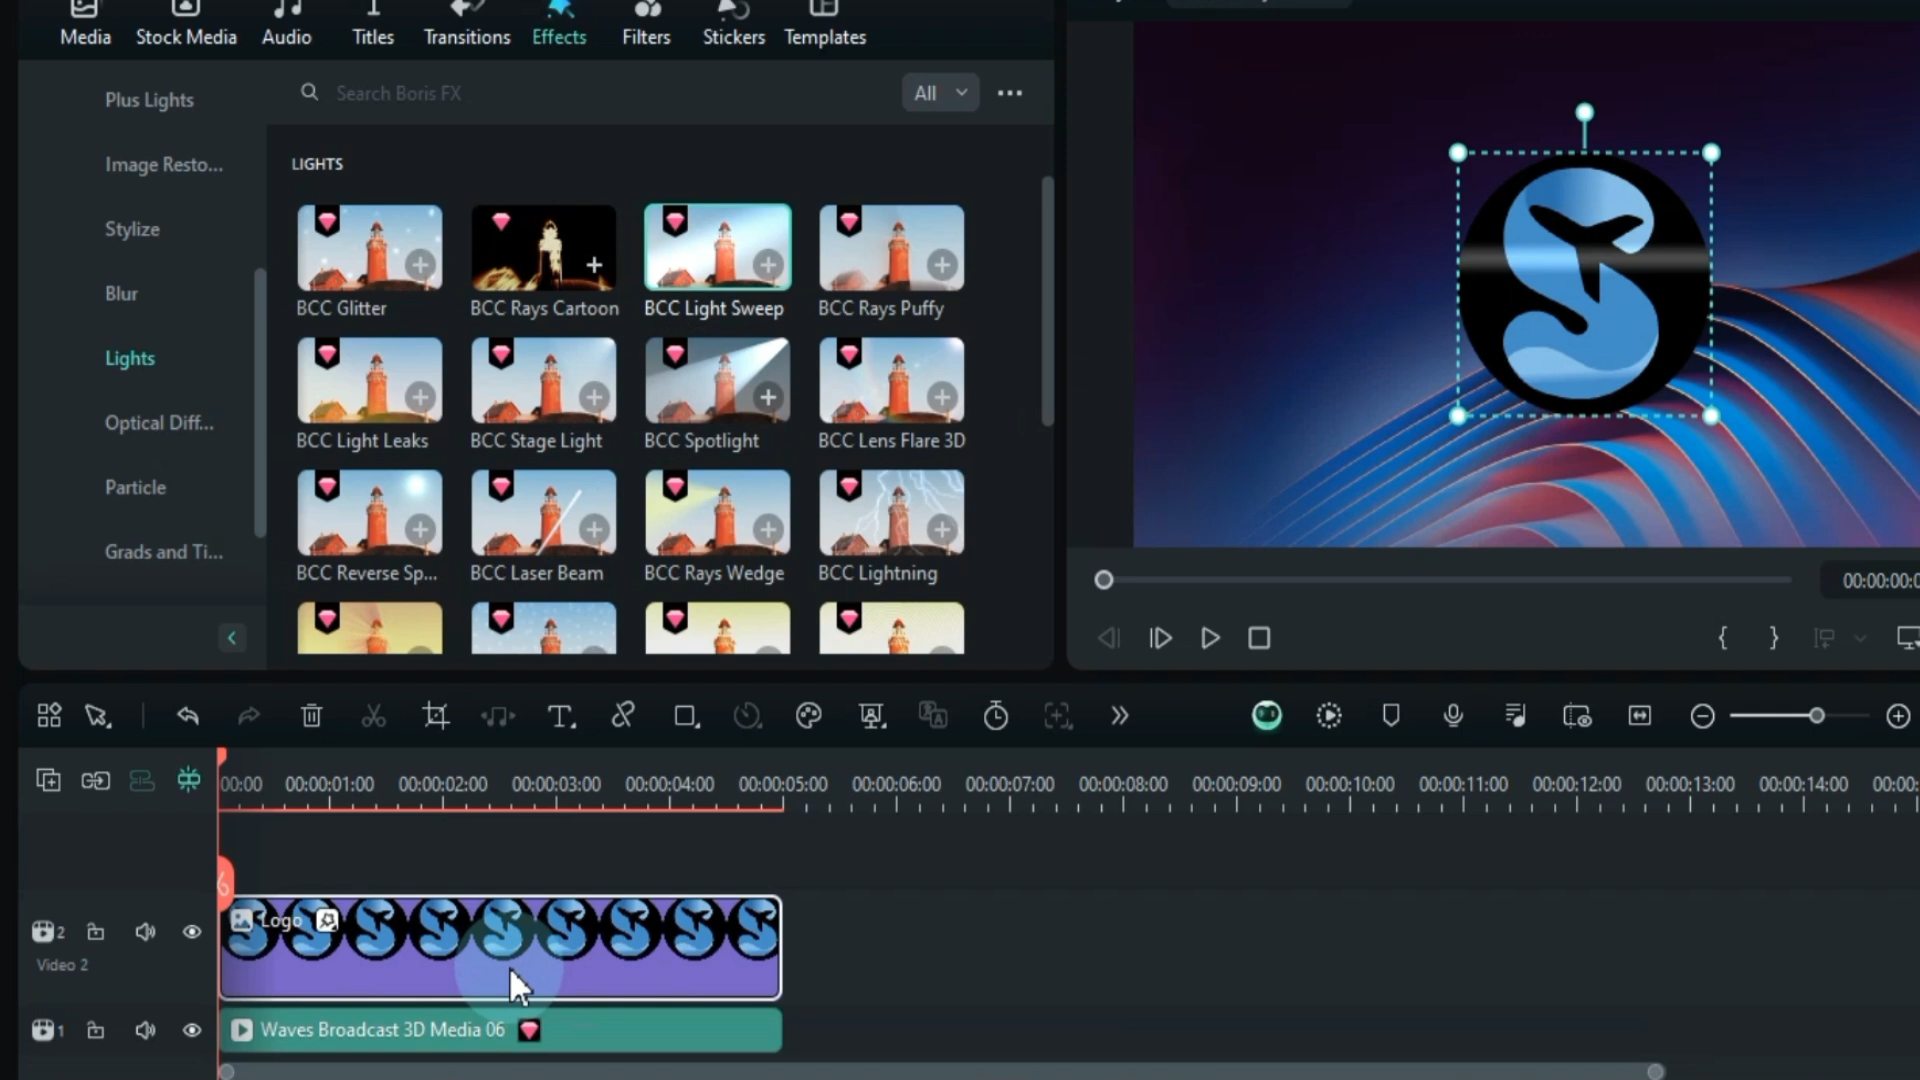 Media Stock Media Audio Titles Transitions Effects Filters Stickers Templates
Plus Lights
Image Resto...
Stylize
Blur
Lights
Optical Diff...
Particle
Grads and Ti...
Search Boris FX
All
LIGHTS
BCC Glitter BCC Rays Cartoon BCC Light Sweep BCC Rays Puffy
BCC Light Leaks BCC Stage Light BCC Spotlight BCC Lens Flare 3D
BCC Reverse Sp... BCC Laser Beam BCC Rays Wedge BCC Lightning
00:00:00:0
00:00 00:00:01:00 00:00:02:00 00:00:03:00 00:00:04:00 00:00:05:00 00:00:06:00 00:00:07:00 00:00:08:00 00:00:09:00 00:00:10:00 00:00:11:00 00:00:12:00 00:00:13:00 00:00:14:00 00:00:
2
Video 2
Logo
1
Waves Broadcast 3D Media 06